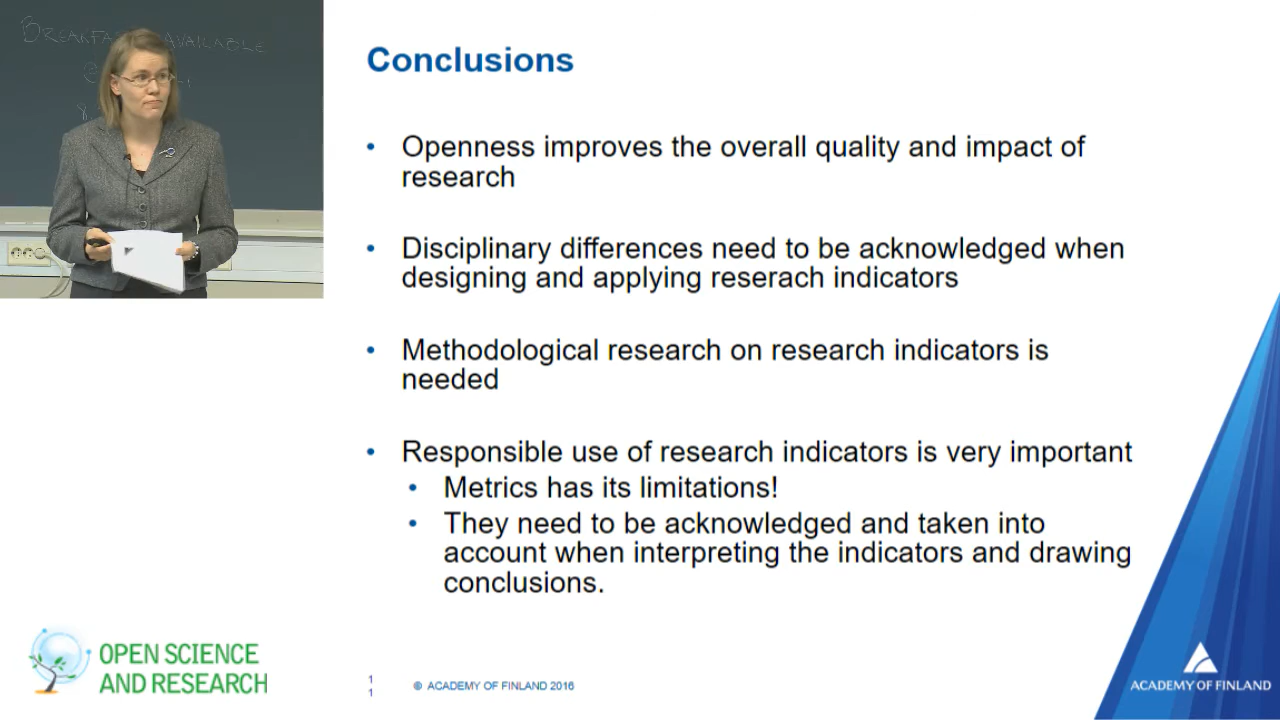 BREAKFAST AVAILABLE
Conclusions
• Openness improves the overall quality and impact of
research
• Disciplinary differences need to be acknowledged when
designing and applying reserach indicators
• Methodological research on research indicators is
needed
• Responsible use of research indicators is very important
• Metrics has its limitations!
• They need to be acknowledged and taken into
account when interpreting the indicators and drawing
conclusions.
OPEN SCIENCE
AND RESEARCH
1
1
© ACADEMY OF FINLAND 2016
ACADEMY OF FINLAND